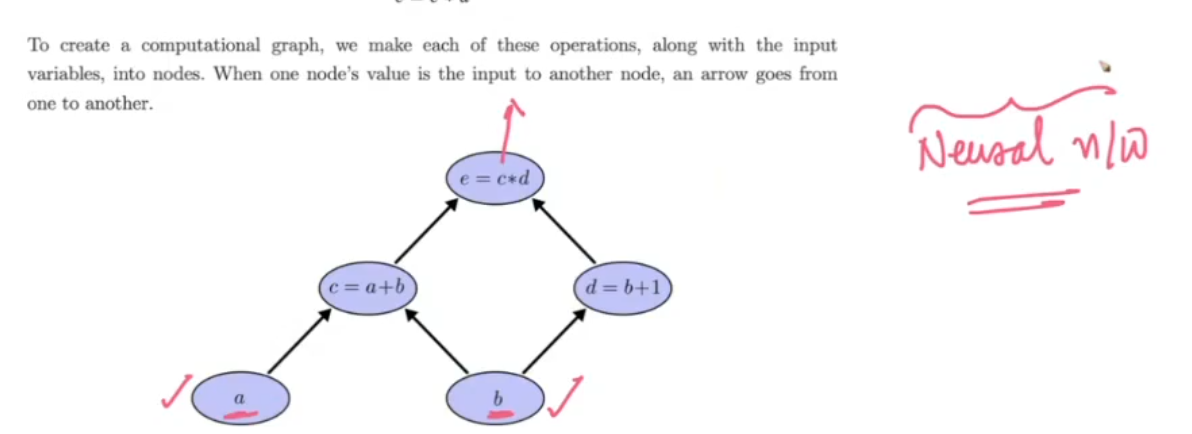 To create a computational graph, we make each of these operations, along with the input
variables, into nodes. When one node's value is the input to another node, an arrow goes from
one to another.
Neural n/w
e = c*d
c = a+b
d = b+1
a
b